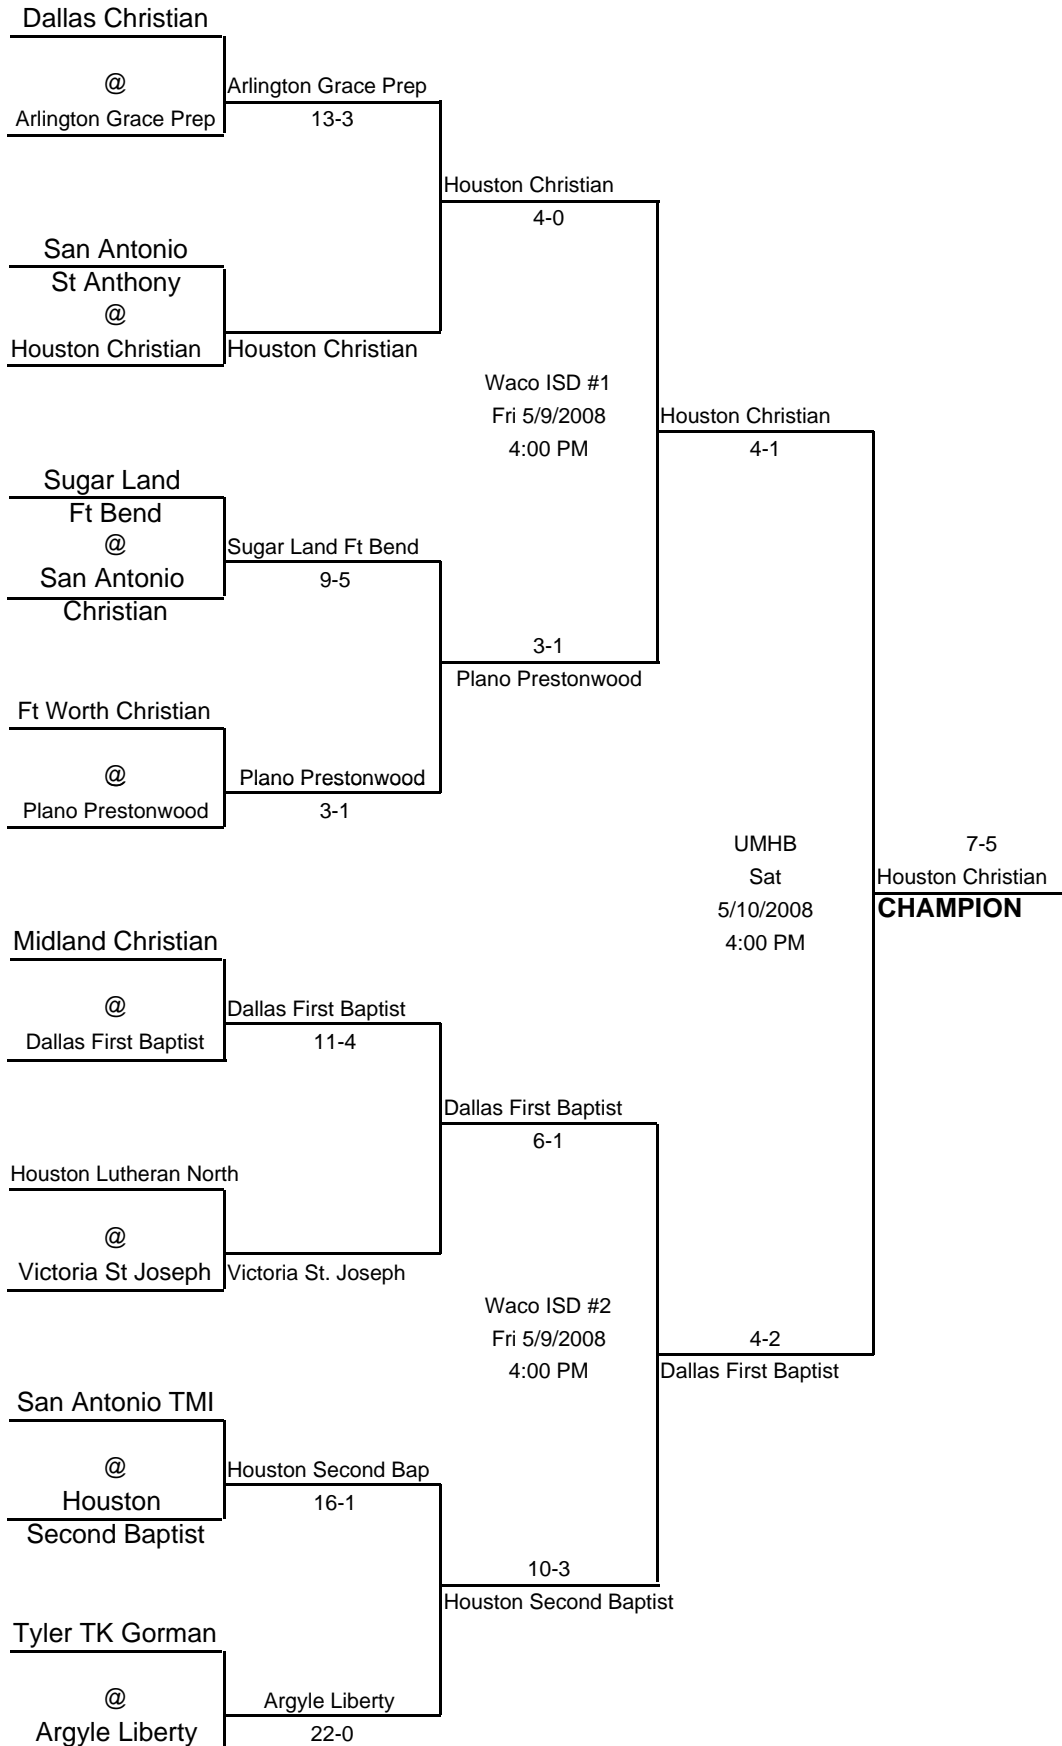 Dallas Christian
@
Arlington Grace Prep
Arlington Grace Prep
13-3
Houston Christian
4-0
San Antonio
St Anthony
@
Houston Christian
Houston Christian
Waco ISD #1
Fri 5/9/2008
4:00 PM
Houston Christian
4-1
Sugar Land
Ft Bend
@
San Antonio
Christian
Sugar Land Ft Bend
9-5
3-1
Plano Prestonwood
Ft Worth Christian
@
Plano Prestonwood
Plano Prestonwood
3-1
UMHB
Sat
5/10/2008
4:00 PM
7-5
Houston Christian
CHAMPION
Midland Christian
@
Dallas First Baptist
Dallas First Baptist
11-4
Dallas First Baptist
6-1
Houston Lutheran North
@
Victoria St Joseph
Victoria St. Joseph
Waco ISD #2
Fri 5/9/2008
4:00 PM
4-2
Dallas First Baptist
San Antonio TMI
@
Houston
Second Baptist
Houston Second Bap
16-1
10-3
Houston Second Baptist
Tyler TK Gorman
@
Argyle Liberty
Argyle Liberty
22-0